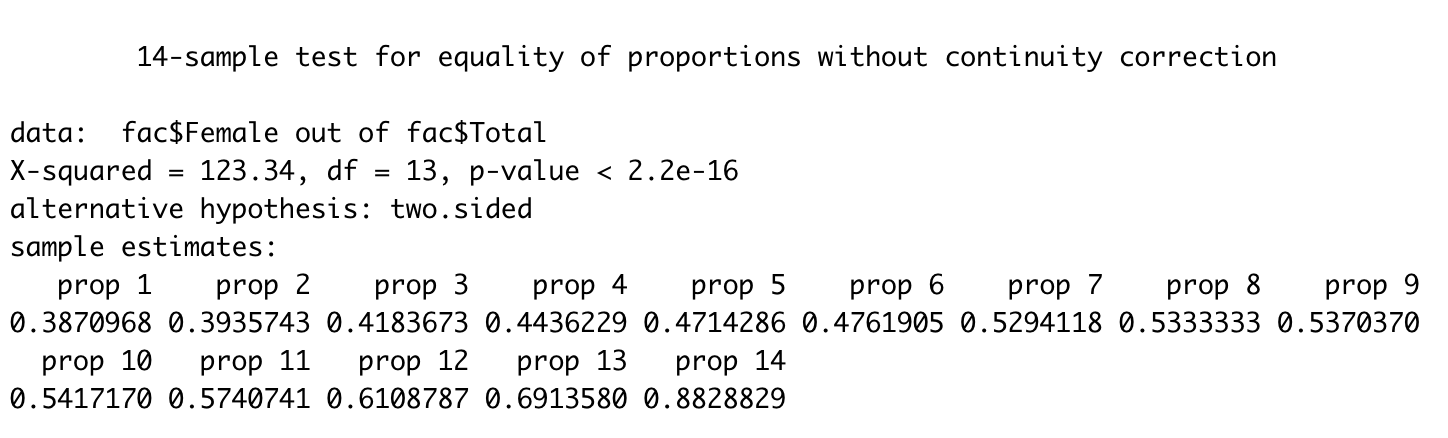 14-sample test for equality of proportions without continuity correction
data:  fac$Female out of fac$Total
X-squared = 123.34, df = 13, p-value < 2.2e-16
alternative hypothesis: two.sided
sample estimates:
   prop 1    prop 2    prop 3    prop 4    prop 5    prop 6    prop 7    prop 8    prop 9
0.3870968 0.3935743 0.4183673 0.4436229 0.4714286 0.4761905 0.5294118 0.5333333 0.5370370
  prop 10   prop 11   prop 12   prop 13   prop 14
0.5417170 0.5740741 0.6108787 0.6913580 0.8828829